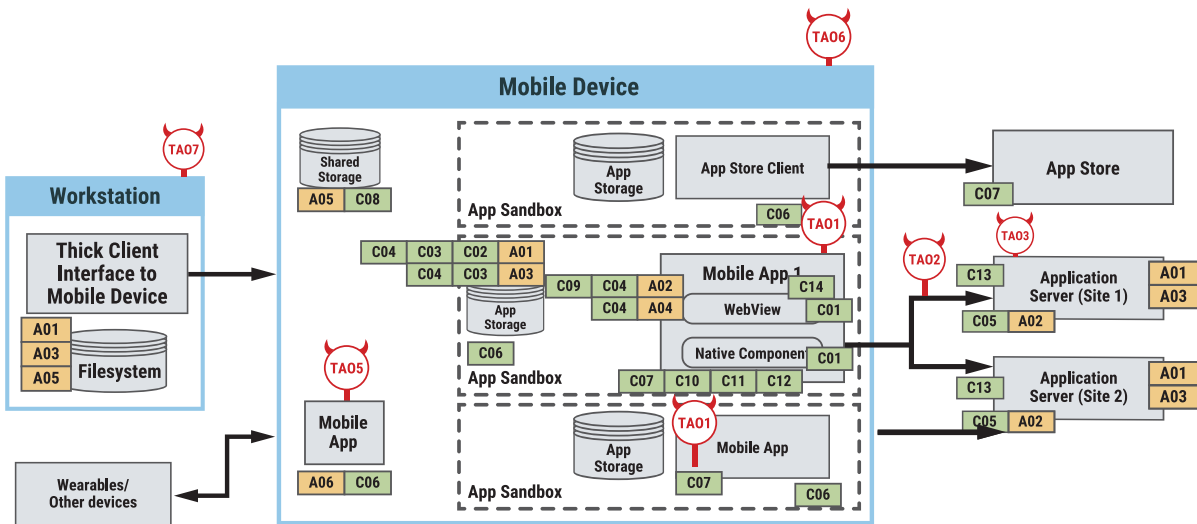 TAO6
Mobile Device
TAO7
Workstation
Thick Client
Interface to
Mobile Device
A01
A03
A05
Filesystem
Wearables/
Other devices
Shared
Storage
A05 C08
TAO5
Mobile
App
A06 C06
App
Storage
App Store Client
C06
App Sandbox
App Store
C07
TAO1
C04 C03 C02 A01
C04 C03 A03
App
Storage
C06
C09 C04 A02
C04 A04
Mobile App 1
C14
WebView
C01
Native Component
C01
C07 C10 C11 C12
App Sandbox
TAO2
TAO3
C13
Application
Server (Site 1)
A01
A03
C05 A02
C13
Application
Server (Site 2)
A01
A03
C05 A02
App
Storage
TAO1
Mobile App
C07
C06
App Sandbox